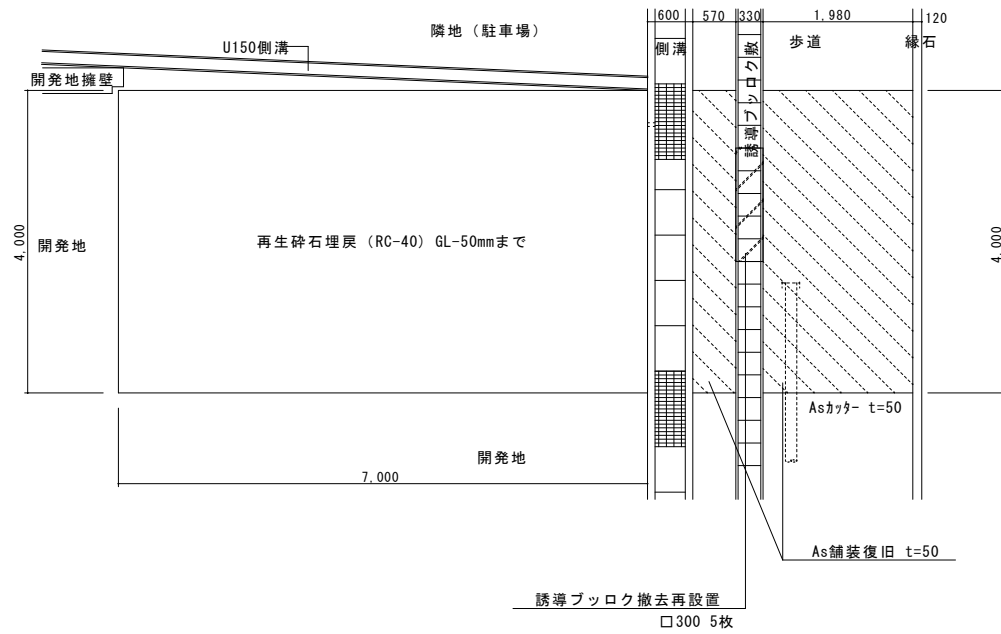 600 570 330 1,980 120
隣地（駐車場）
U150側溝
側溝
誘導ブッロク敷
歩道
縁石
開発地擁壁
4,000
開発地
再生砕石埋戻（RC-40）GL-50mmまで
4,000
Asカッター t=50
開発地
7,000
As舗装復旧 t=50
誘導ブッロク撤去再設置
口300 5枚